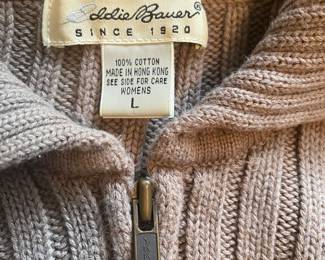 Eddie Bauer®
SINCE 1920
100% COTTON
MADE IN HONG KONG
SEE SIDE FOR CARE
WOMENS
L